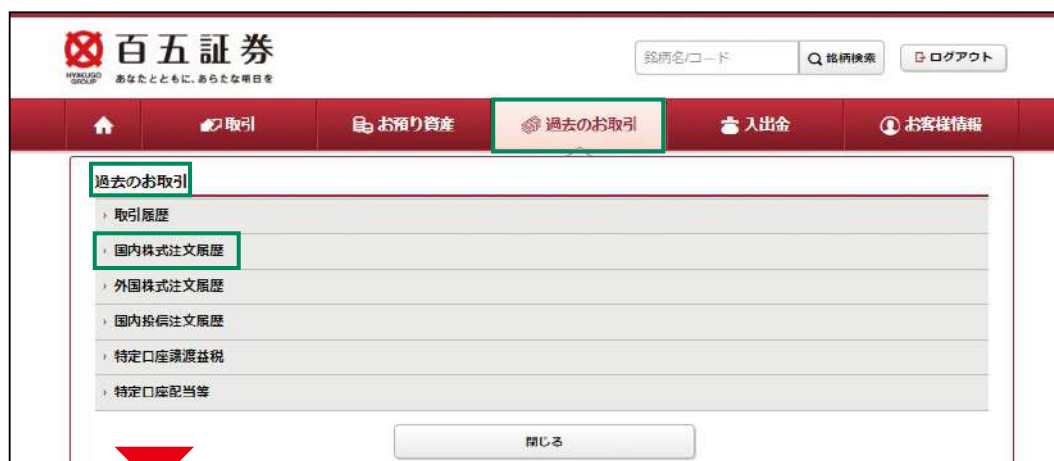 百五証券
HYAKUGO GROUP あなたとともに、あらたな明日を
銘柄名/コード 銘柄検索 ログアウト
取引 お預り資産 過去のお取引 入出金 お客様情報
過去のお取引
取引履歴
国内株式注文履歴
外国株式注文履歴
国内投信注文履歴
特定口座譲渡益税
特定口座配当等
閉じる